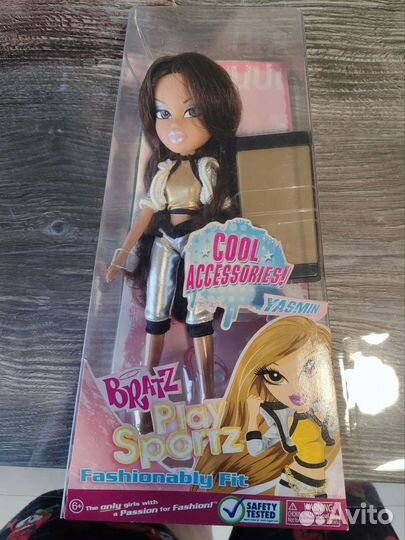 COOL
ACCESSORIES!
YASMIN
BRATZ
Play
Sportz
Fashionably Fit
6+
The only girls with
a Passion for Fashion!
SAFETY
TESTED
WARNING
Avito